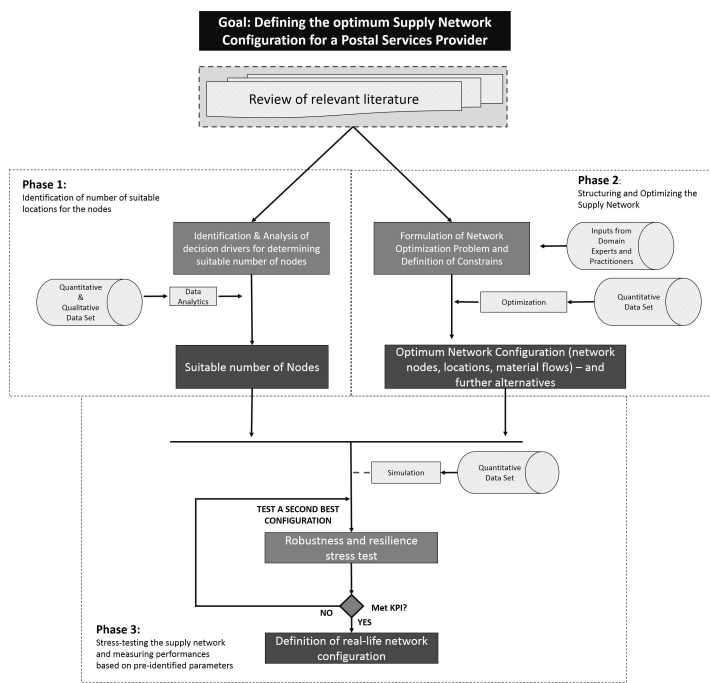 Goal: Defining the optimum Supply Network
Configuration for a Postal Services Provider
Review of relevant literature
Phase 1:
Identification of number of suitable
locations for the nodes
Phase 2:
Structuring and Optimizing the
Supply Network
Identification & Analysis of
decision drivers for determining
suitable number of nodes
Formulation of Network
Optimization Problem and
Definition of Constrains
Inputs from
Domain
Experts and
Practitioners
Quantitative
&
Qualitative
Data Set
Data
Analytics
Optimization
Quantitative
Data Set
Suitable number of Nodes
Optimum Network Configuration (network
nodes, locations, material flows) – and
further alternatives
Simulation
Quantitative
Data Set
TEST A SECOND BEST
CONFIGURATION
Robustness and resilience
stress test
NO
Met KPI?
YES
Phase 3:
Stress-testing the supply network
and measuring performances
based on pre-identified parameters
Definition of real-life network
configuration